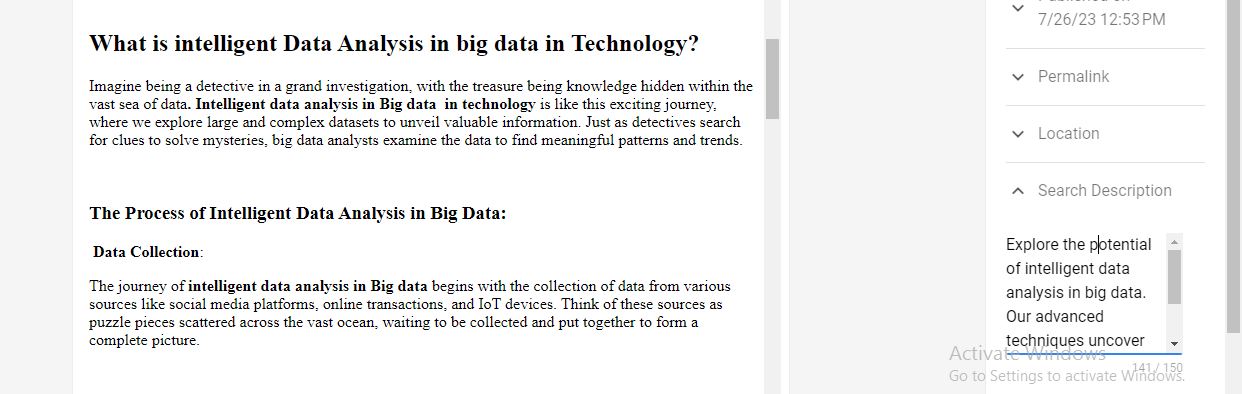 What is intelligent Data Analysis in big data in Technology?
Imagine being a detective in a grand investigation, with the treasure being knowledge hidden within the
vast sea of data. Intelligent data analysis in Big data  in technology is like this exciting journey,
where we explore large and complex datasets to unveil valuable information. Just as detectives search
for clues to solve mysteries, big data analysts examine the data to find meaningful patterns and trends.
The Process of Intelligent Data Analysis in Big Data:
Data Collection:
The journey of intelligent data analysis in Big data begins with the collection of data from various
sources like social media platforms, online transactions, and IoT devices. Think of these sources as
puzzle pieces scattered across the vast ocean, waiting to be collected and put together to form a
complete picture.
7/26/23 12:53 PM
Permalink
Location
Search Description
Explore the potential
of intelligent data
analysis in big data.
Our advanced
techniques uncover
141 / 150
Activate Windows
Go to Settings to activate Windows.